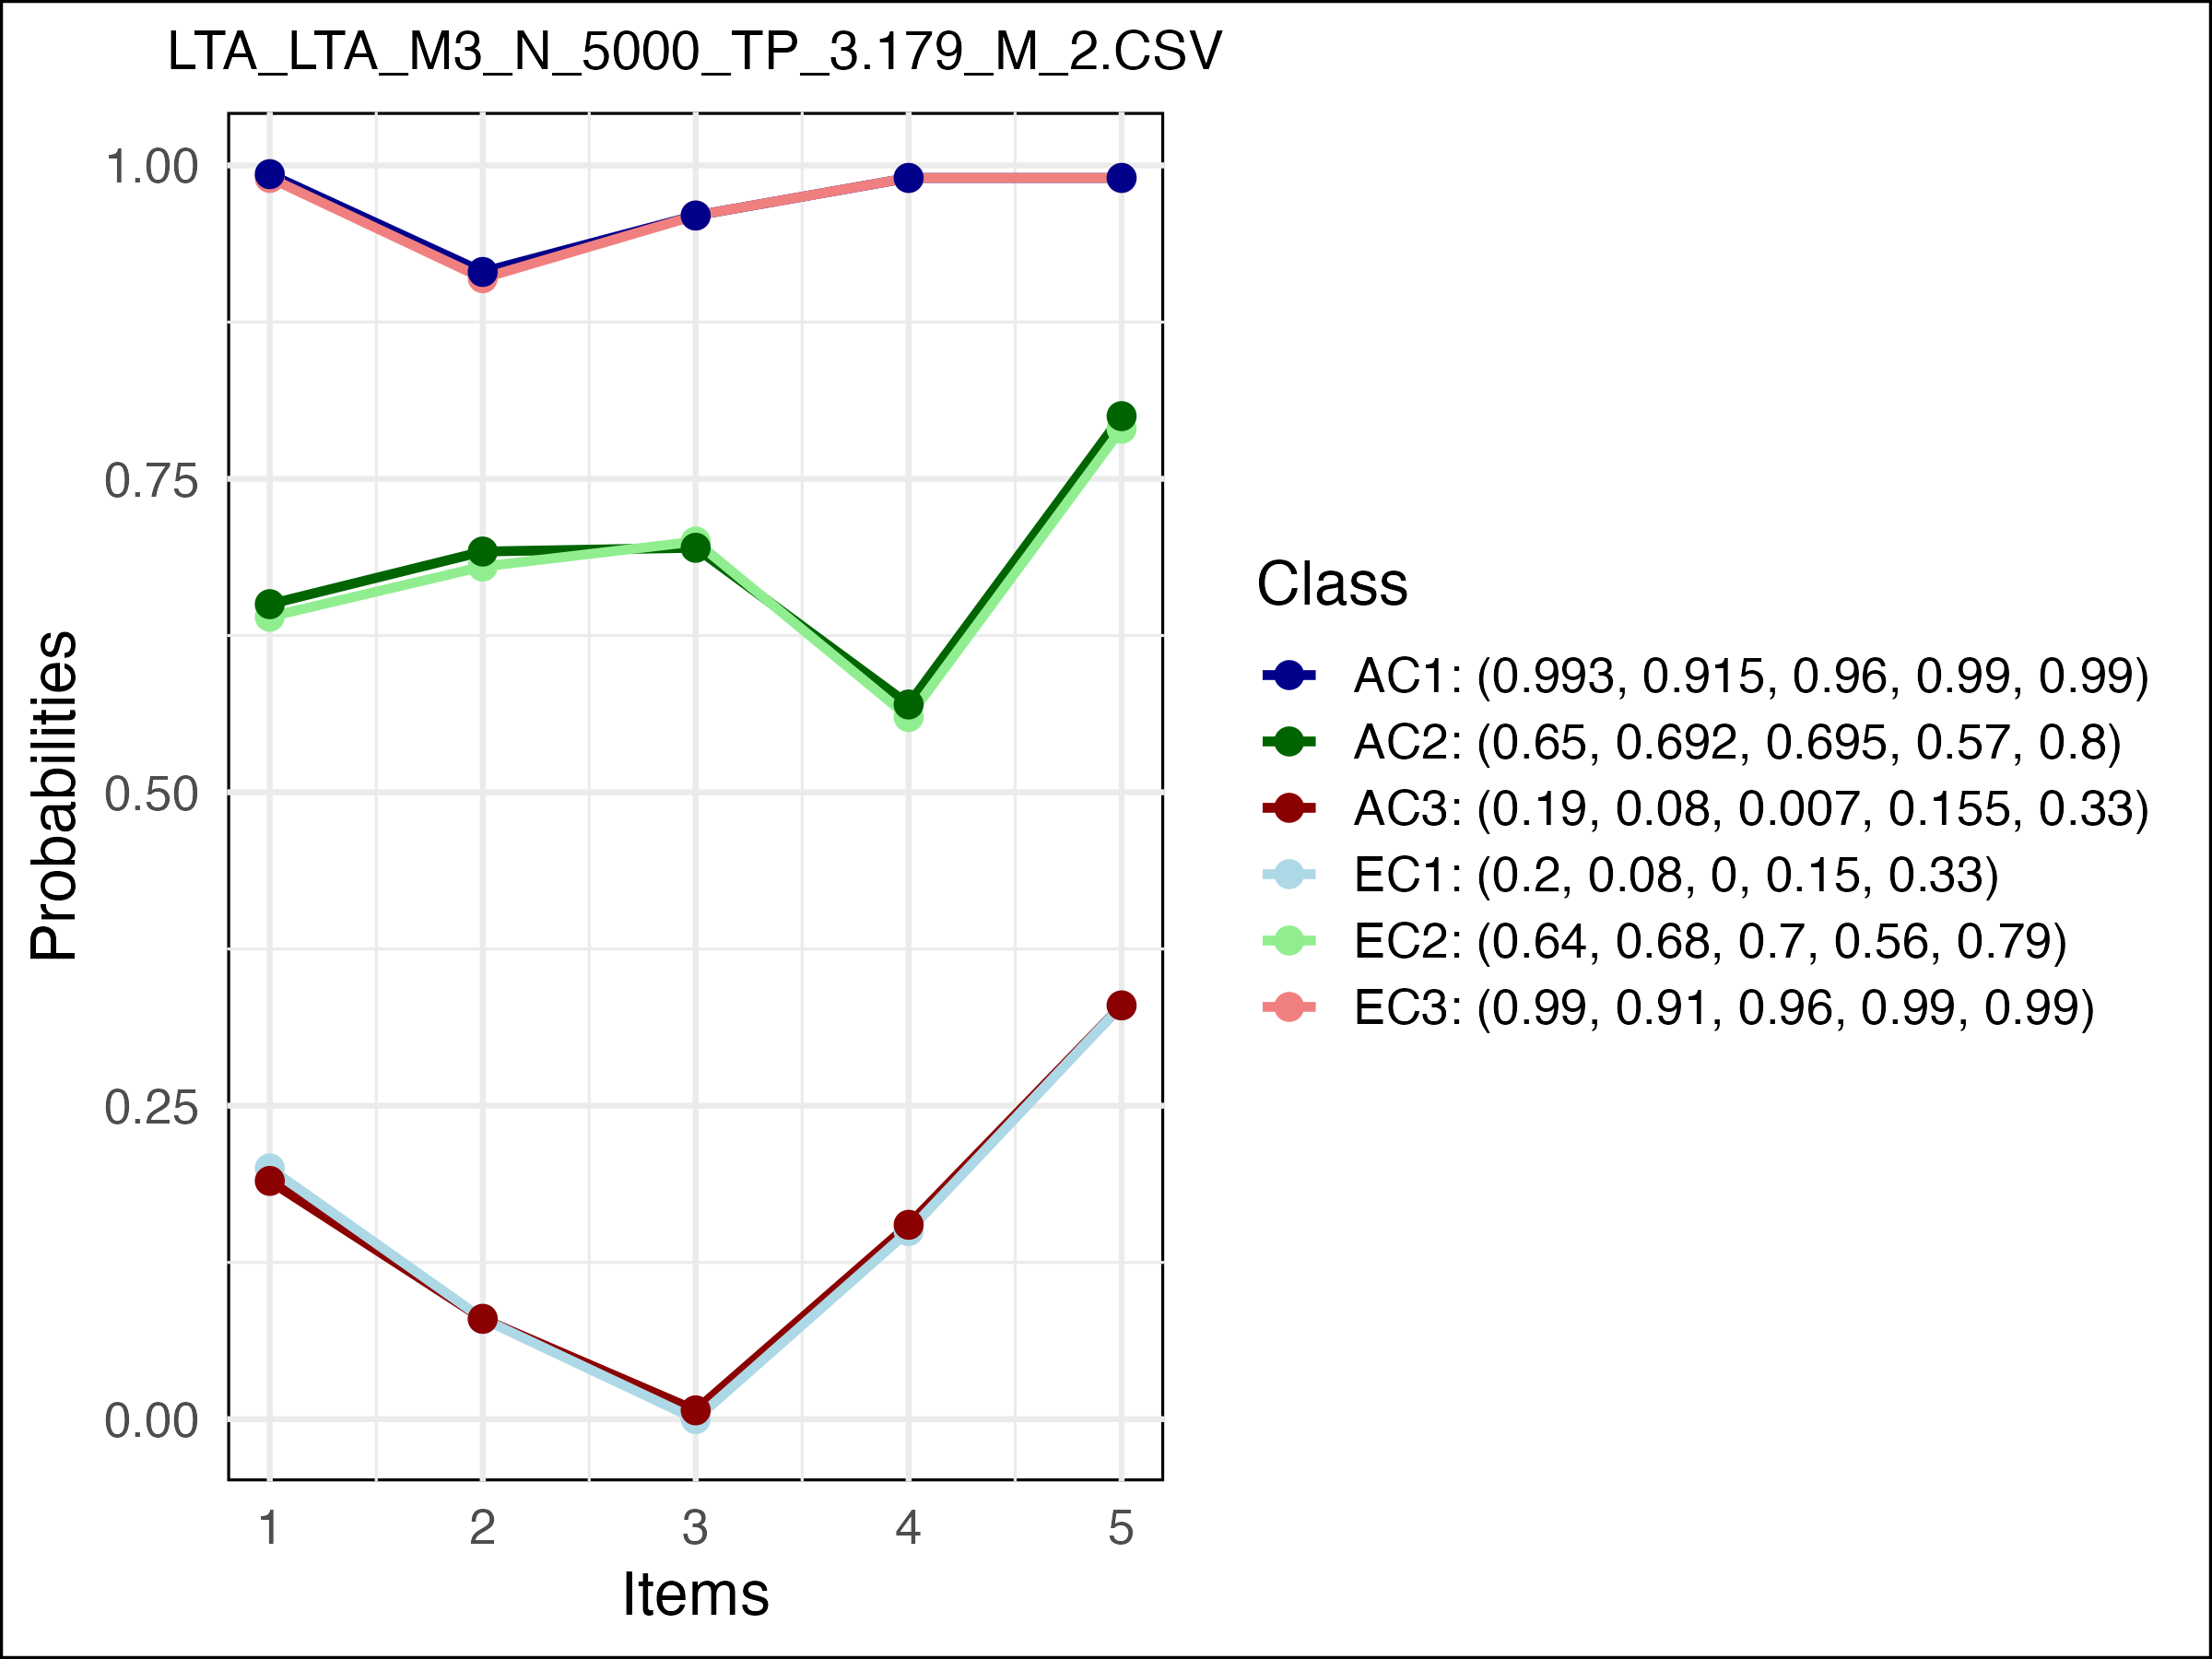 LTA_LTA_M3_N_5000_TP_3.179_M_2.CSV
1.00
0.75
0.50
0.25
0.00
Probabilities
1 2 3 4 5
Items
Class
AC1: (0.993, 0.915, 0.96, 0.99, 0.99)
AC2: (0.65, 0.692, 0.695, 0.57, 0.8)
AC3: (0.19, 0.08, 0.007, 0.155, 0.33)
EC1: (0.2, 0.08, 0, 0.15, 0.33)
EC2: (0.64, 0.68, 0.7, 0.56, 0.79)
EC3: (0.99, 0.91, 0.96, 0.99, 0.99)